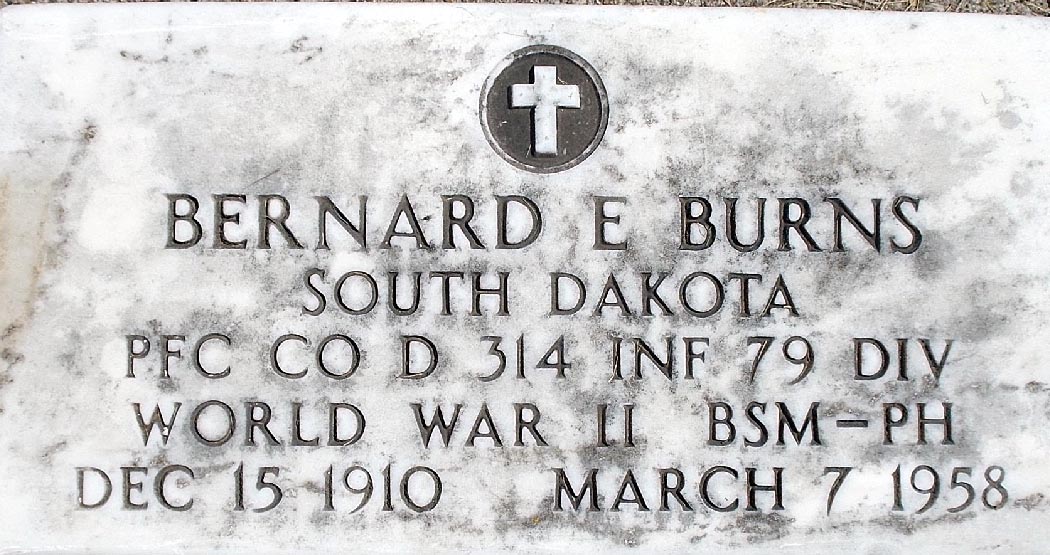 BERNARD E BURNS
SOUTH DAKOTA
PFC CO D 314 INF 79 DIV
WORLD WAR II BSM-PH
DEC 15 1910 MARCH 7 1958